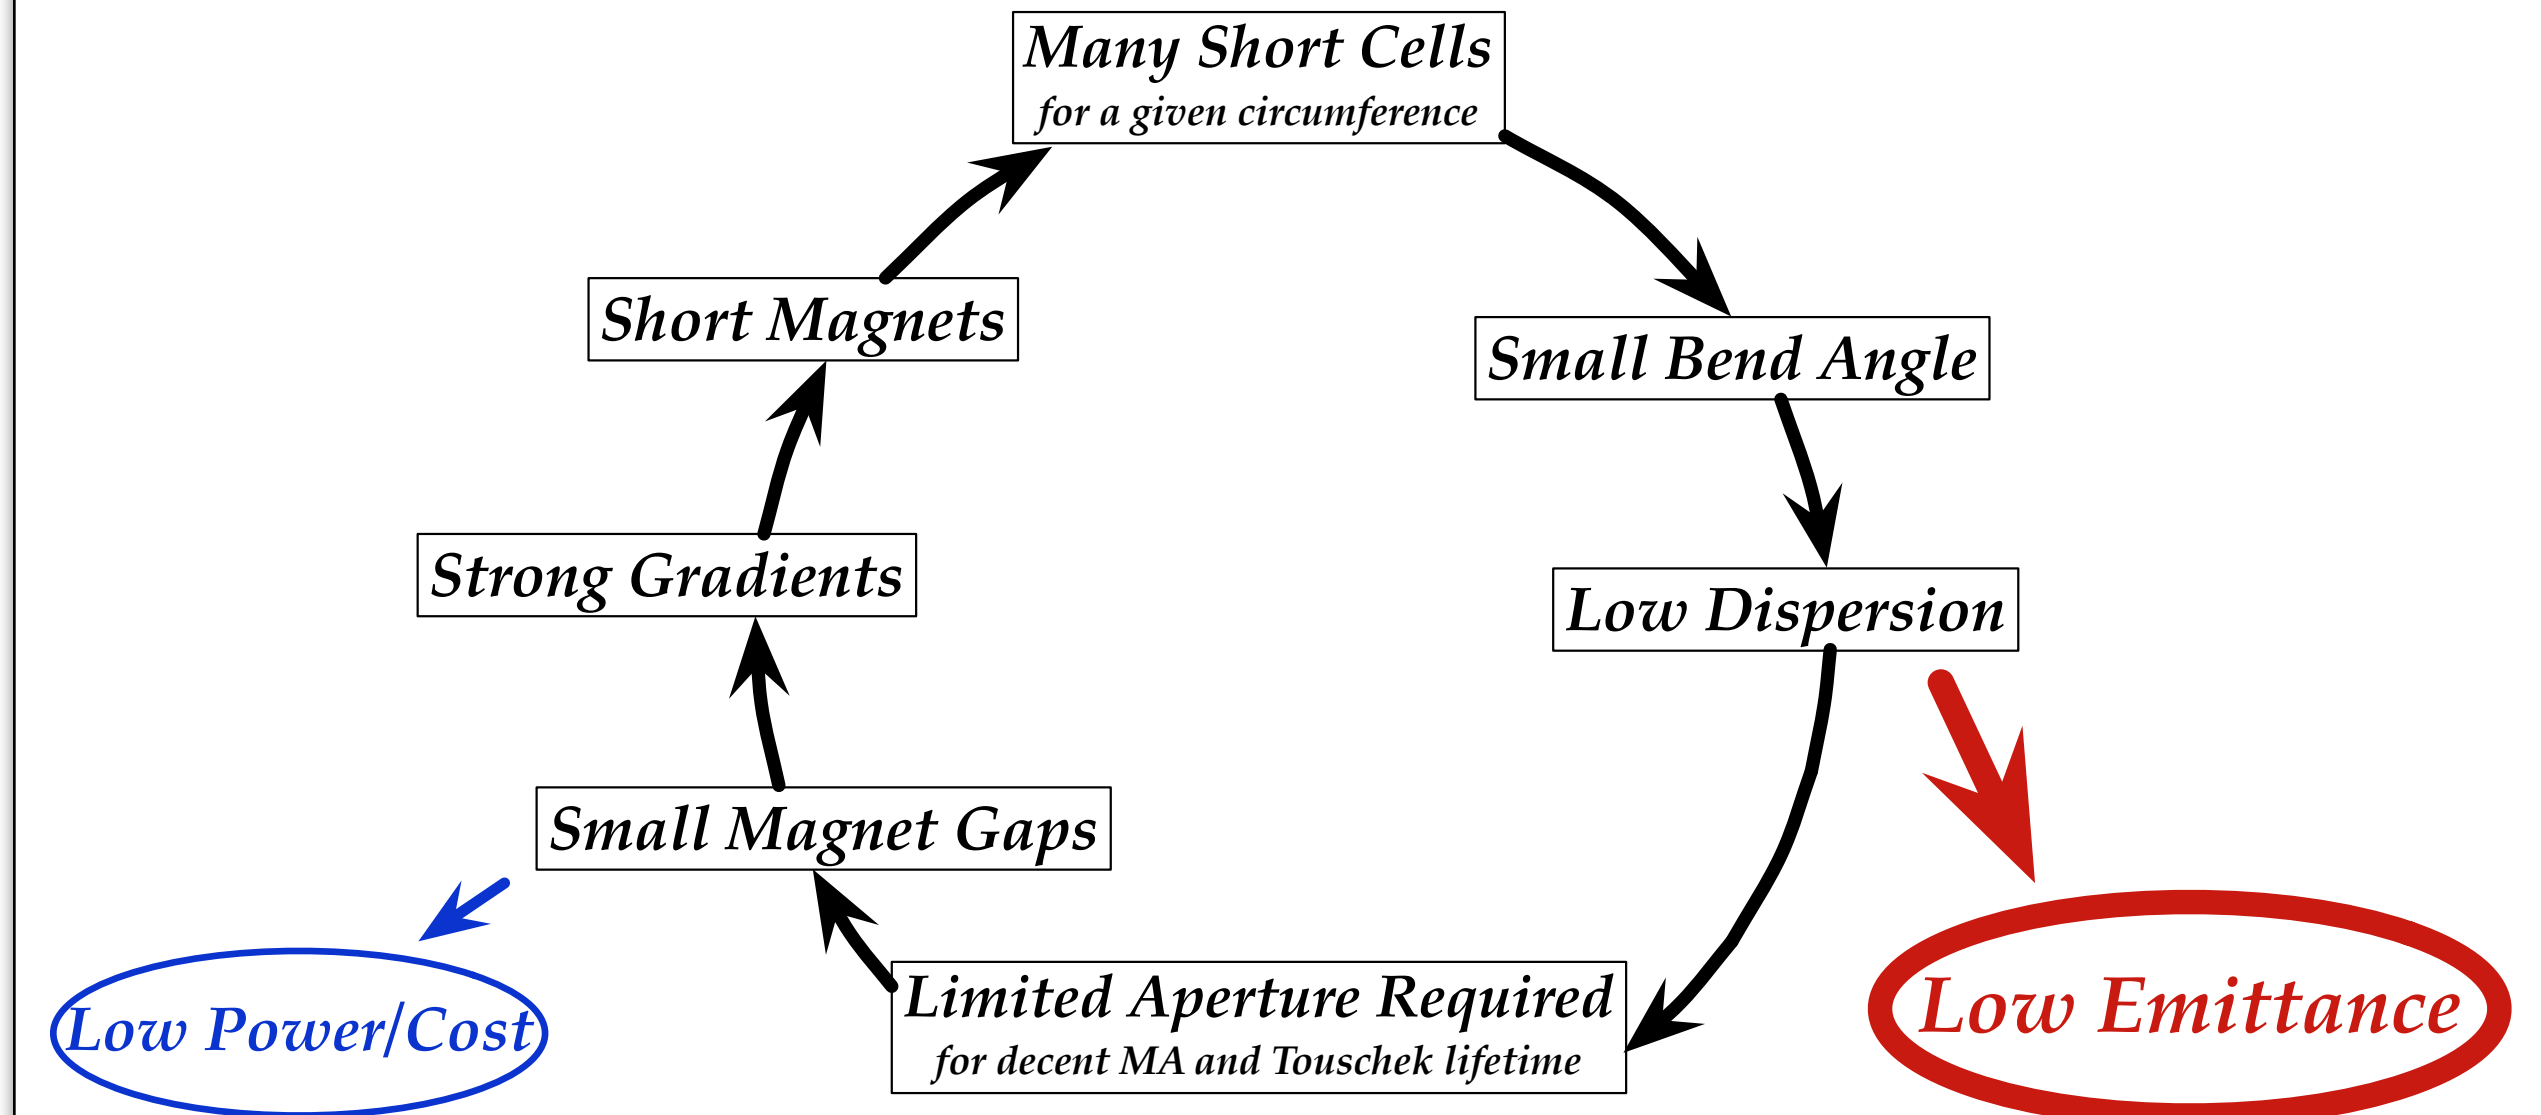 Many Short Cells
for a given circumference
Short Magnets
Small Bend Angle
Strong Gradients
Low Dispersion
Small Magnet Gaps
Limited Aperture Required
for decent MA and Touschek lifetime
Low Power/Cost
Low Emittance